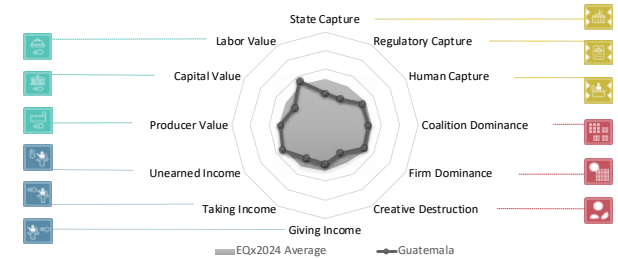 State Capture
Labor Value
Regulatory Capture
Capital Value
Human Capture
Producer Value
Coalition Dominance
Unearned Income
Firm Dominance
Taking Income
Creative Destruction
Giving Income
EQx2024 Average
Guatemala